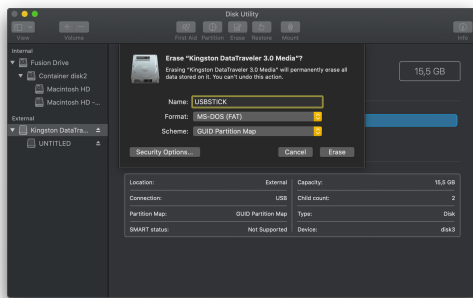 Disk Utility
View
Volume
First Aid
Partition
Erase
Restore
Mount
Info
Internal
Fusion Drive
Container disk2
Macintosh HD
Macintosh HD -...
External
Kingston DataTra...
UNTITLED
Erase "Kingston DataTraveler 3.0 Media"?
Erasing "Kingston DataTraveler 3.0 Media" will permanently erase all
data stored on it. You can't undo this action.
Name: USBSTICK
Format: MS-DOS (FAT)
Scheme: GUID Partition Map
Security Options...
Cancel
Erase
15,5 GB
Location: External
Capacity: 15,5 GB
Connection: USB
Child count: 2
Partition Map: GUID Partition Map
Type: Disk
SMART status: Not Supported
Device: disk3